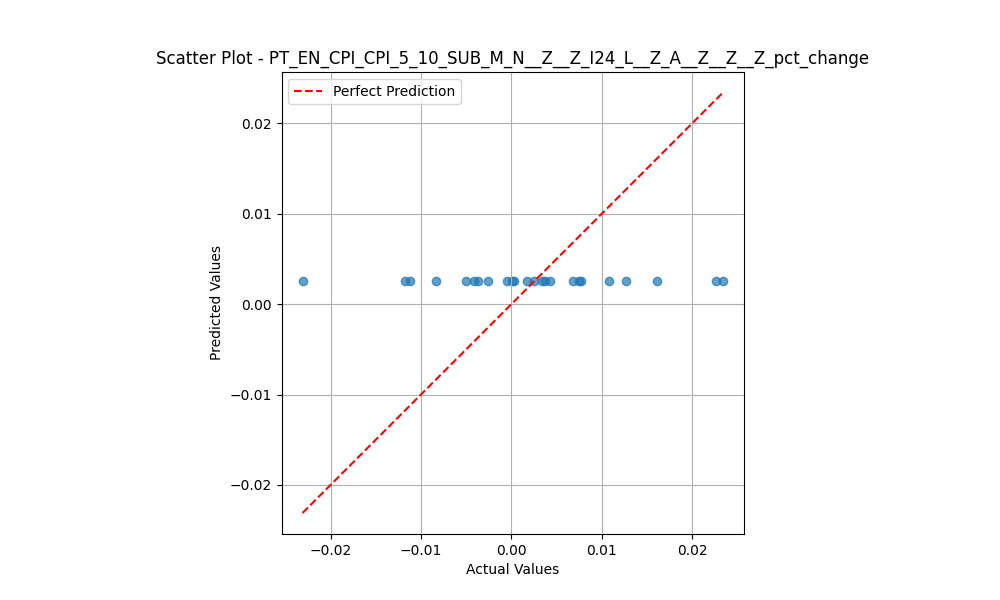 Scatter Plot - PT_EN_CPI_CPI_5_10_SUB_M_N__Z__Z_I24_L__Z_A__Z__Z__Z_pct_change
Perfect Prediction
0.02
0.01
0.00
−0.01
−0.02
Predicted Values
−0.02 −0.01 0.00 0.01 0.02
Actual Values